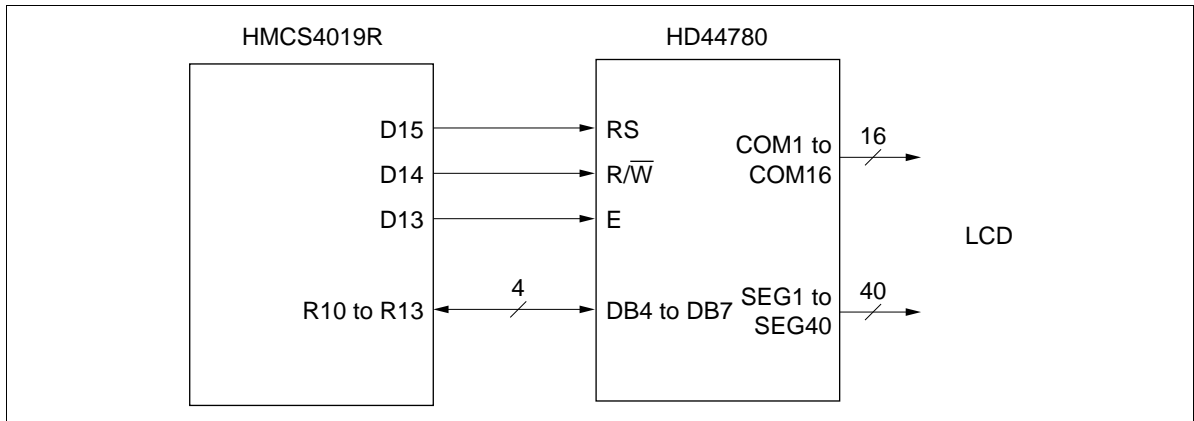 HMCS4019R
HD44780
D15
RS
D14
R/W̅
D13
E
R10 to R13
4
DB4 to DB7
COM1 to
COM16
16
SEG1 to
SEG40
40
LCD